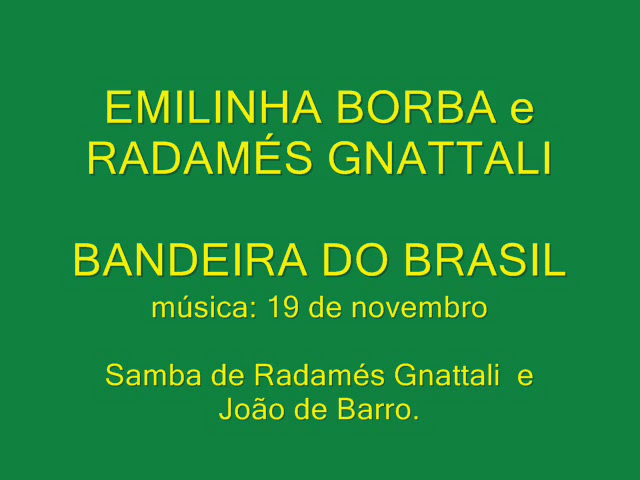 EMILINHA BORBA e
RADAMÉS GNATTALI
BANDEIRA DO BRASIL
música: 19 de novembro
Samba de Radamés Gnattali  e
João de Barro.